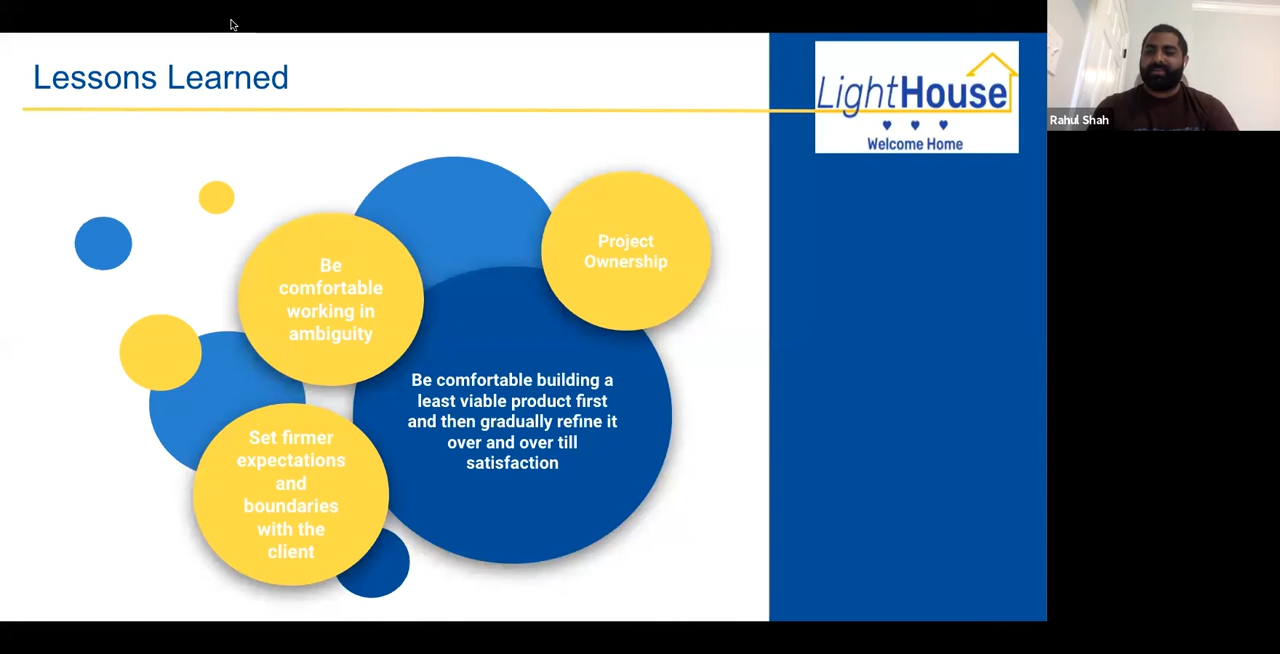 Lessons Learned
LightHouse
Welcome Home
Rahul Shah
Project
Ownership
Be
comfortable
working in
ambiguity
Be comfortable building a
least viable product first
and then gradually refine it
over and over till
satisfaction
Set firmer
expectations
and
boundaries
with the
client